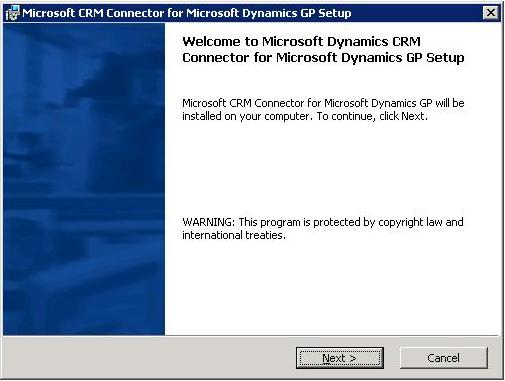 Microsoft CRM Connector for Microsoft Dynamics GP Setup
Welcome to Microsoft Dynamics CRM
Connector for Microsoft Dynamics GP Setup
Microsoft CRM Connector for Microsoft Dynamics GP will be
installed on your computer. To continue, click Next.
WARNING: This program is protected by copyright law and
international treaties.
Next >
Cancel